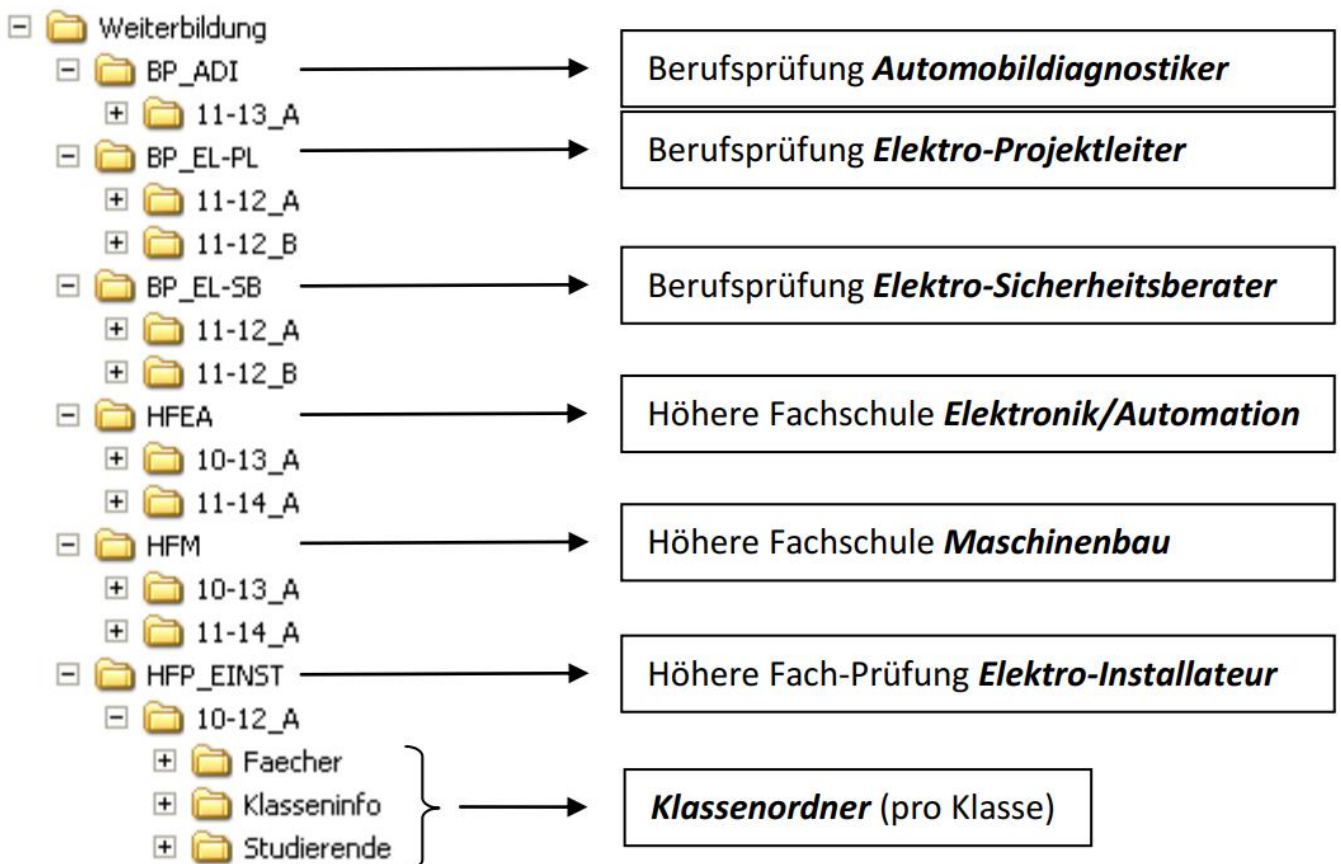 Weiterbildung
BP_ADI
Berufsprüfung Automobildiagnostiker
11-13_A
BP_EL-PL
Berufsprüfung Elektro-Projektleiter
11-12_A
11-12_B
BP_EL-SB
Berufsprüfung Elektro-Sicherheitsberater
11-12_A
11-12_B
HFEA
Höhere Fachschule Elektronik/Automation
10-13_A
11-14_A
HFM
Höhere Fachschule Maschinenbau
10-13_A
11-14_A
HFP_EINST
Höhere Fach-Prüfung Elektro-Installateur
10-12_A
Faecher
Klasseninfo
Klassenordner (pro Klasse)
Studierende